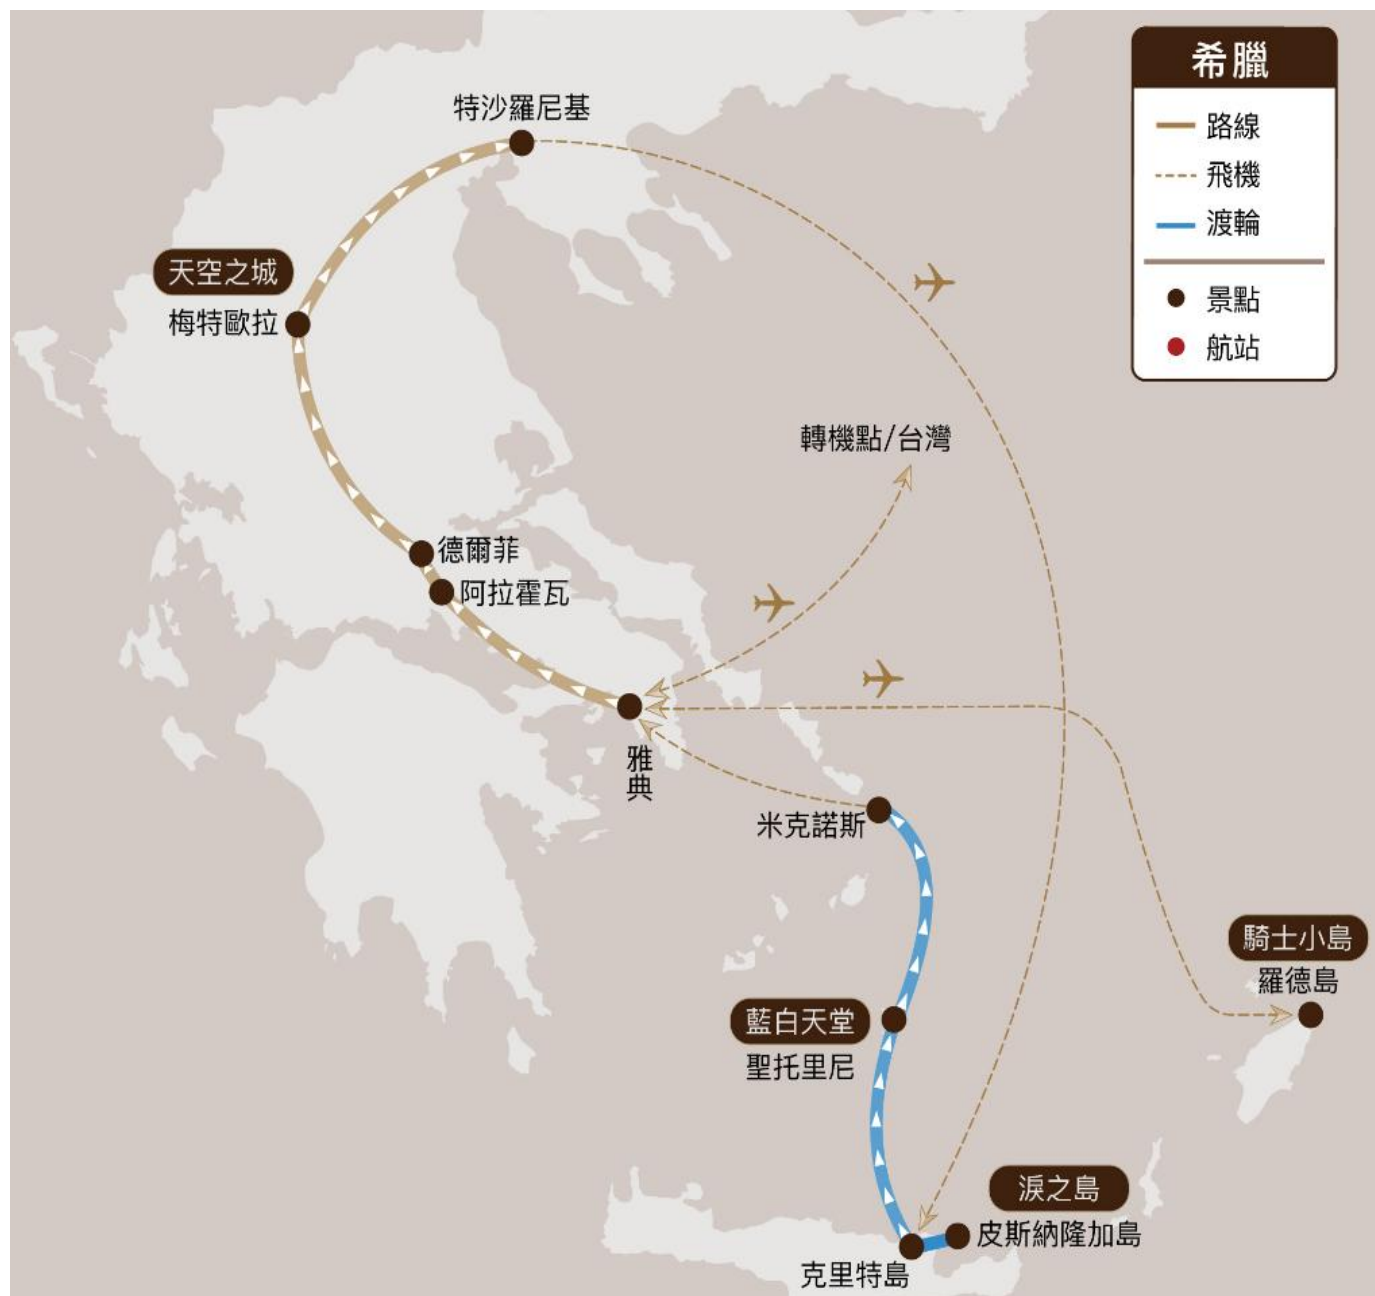 希臘
路線
飛機
渡輪
景點
航站
特沙羅尼基
天空之城
梅特歐拉
轉機點/台灣
德爾菲
阿拉霍瓦
雅典
米克諾斯
騎士小島
羅德島
藍白天堂
聖托里尼
淚之島
皮斯納隆加島
克里特島